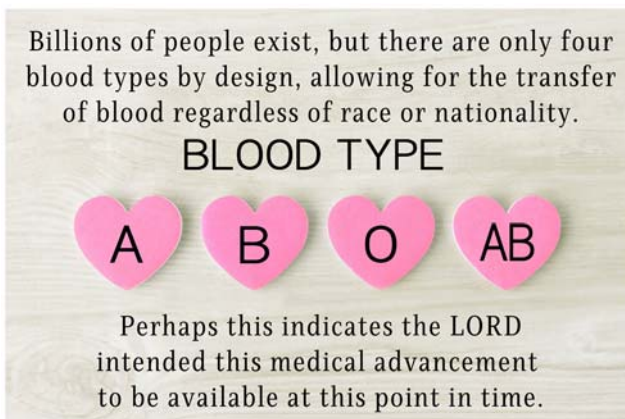 Billions of people exist, but there are only four
blood types by design, allowing for the transfer
of blood regardless of race or nationality.
BLOOD TYPE
A B O AB
Perhaps this indicates the LORD
intended this medical advancement
to be available at this point in time.